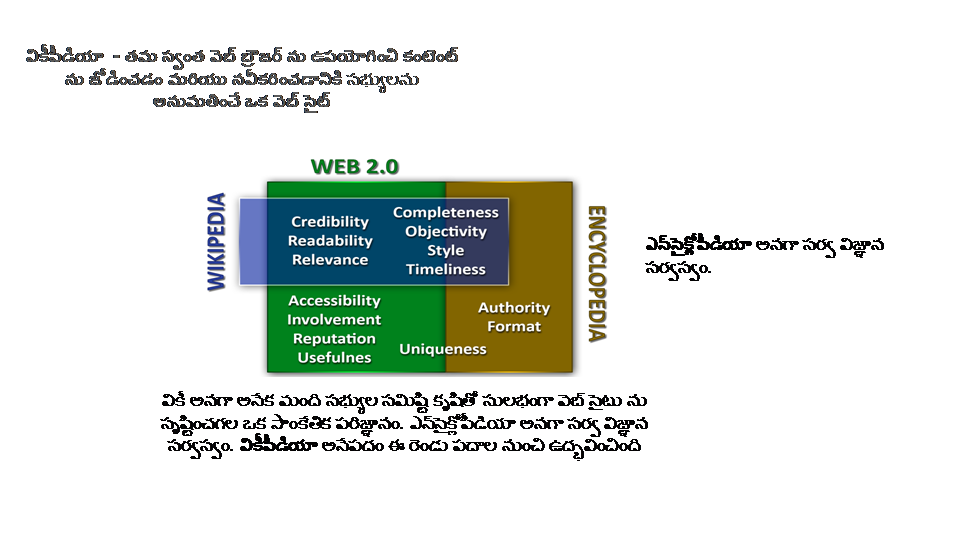 వికీపీడియా - తమ స్వంత వెబ్ బ్రౌజర్ ను ఉపయోగించి కంటెంట్
ను జోడించడం మరియు నవీకరించడానికి సభ్యులను
అనుమతించే ఒక వెబ్ సైట్
WEB 2.0
WIKIPEDIA
Credibility
Readability
Relevance
Completeness
Objectivity
Style
Timeliness
Accessibility
Involvement
Reputation
Usefulnes
Uniqueness
Authority
Format
ENCYCLOPEDIA
ఎన్‌సైక్లోపీడియా అనగా సర్వ విజ్ఞాన
సర్వస్వం.
వికీ అనగా అనేక మంది సభ్యుల సమిష్టి కృషితో సులభంగా వెబ్ సైటు ను
సృష్టించగల ఒక సాంకేతిక పరిజ్ఞానం. ఎన్‌సైక్లోపీడియా అనగా సర్వ విజ్ఞాన
సర్వస్వం. వికీపీడియా అనేపదం ఈ రెండు పదాల నుంచి ఉద్భవించింది